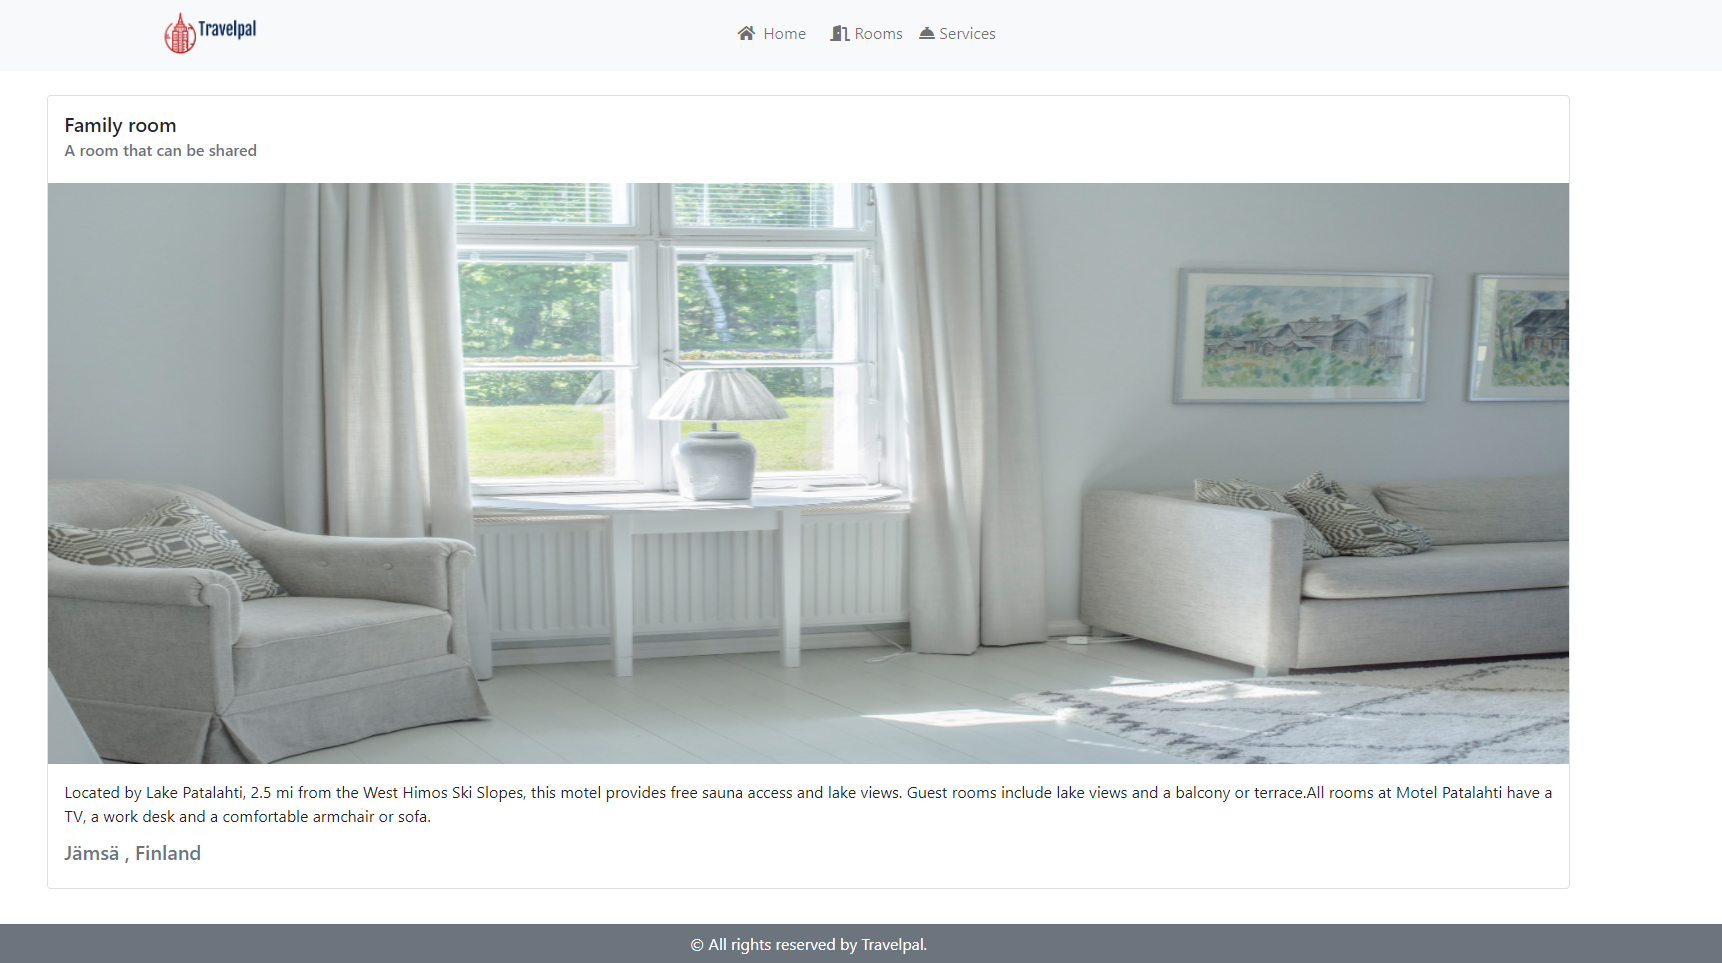 Travelpal
Home Rooms Services
Family room
A room that can be shared
Located by Lake Patalahti, 2.5 mi from the West Himos Ski Slopes, this motel provides free sauna access and lake views. Guest rooms include lake views and a balcony or terrace.All rooms at Motel Patalahti have a
TV, a work desk and a comfortable armchair or sofa.
Jämsä , Finland
© All rights reserved by Travelpal.